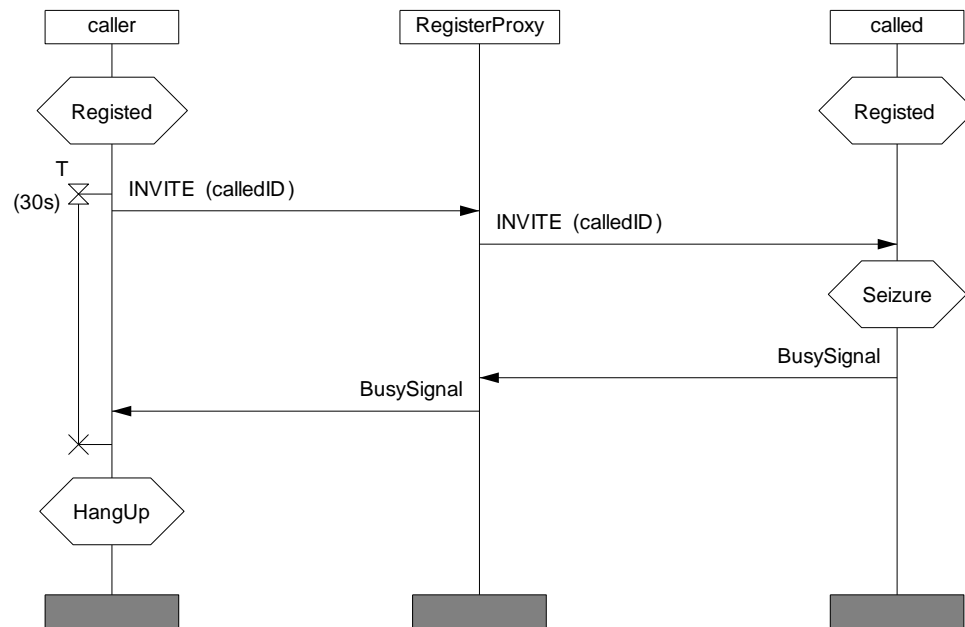 caller
RegisterProxy
called
Registed
Registed
T
(30s)
INVITE (calledID)
INVITE (calledID)
Seizure
BusySignal
BusySignal
HangUp